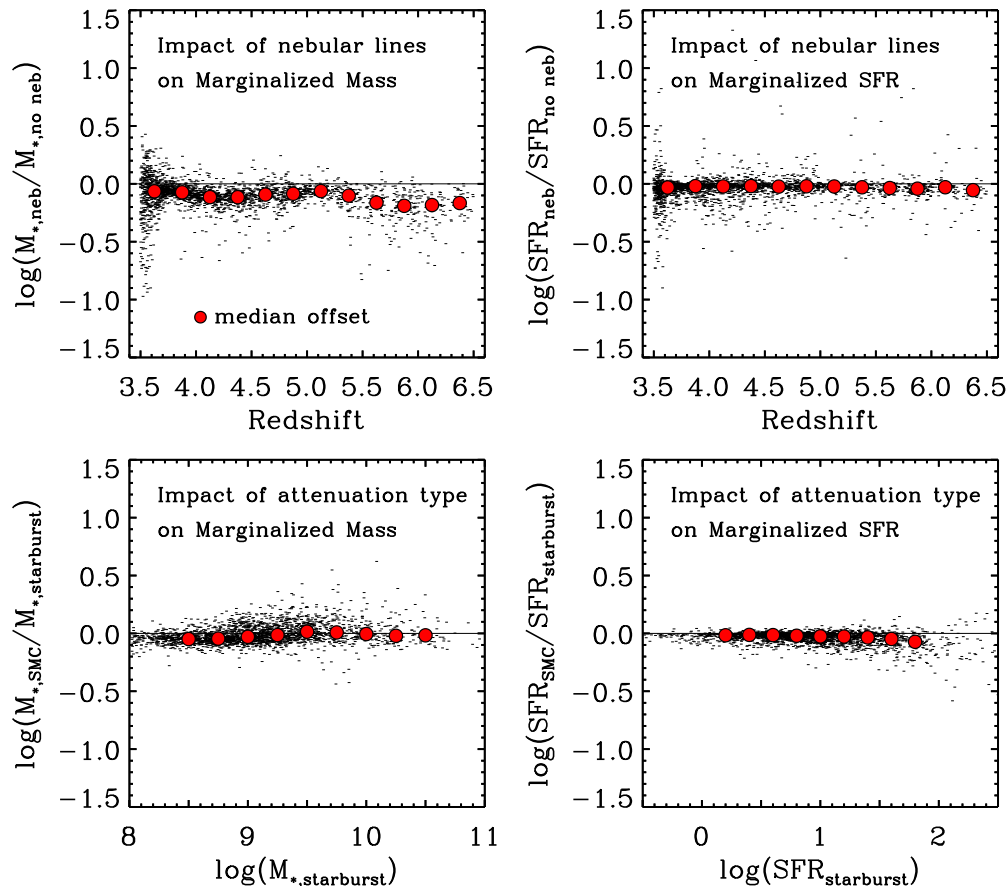 Impact of nebular lines
on Marginalized Mass
log(M*,neb/M*,no neb)
1.5
1.0
0.5
0.0
−0.5
−1.0
−1.5
median offset
3.5 4.0 4.5 5.0 5.5 6.0 6.5
Redshift
Impact of nebular lines
on Marginalized SFR
log(SFRneb/SFRno neb)
1.5
1.0
0.5
0.0
−0.5
−1.0
−1.5
3.5 4.0 4.5 5.0 5.5 6.0 6.5
Redshift
Impact of attenuation type
on Marginalized Mass
log(M*,SMC/M*,starburst)
1.5
1.0
0.5
0.0
−0.5
−1.0
−1.5
8 9 10 11
log(M*,starburst)
Impact of attenuation type
on Marginalized SFR
log(SFRSMC/SFRstarburst)
1.5
1.0
0.5
0.0
−0.5
−1.0
−1.5
0 1 2
log(SFRstarburst)